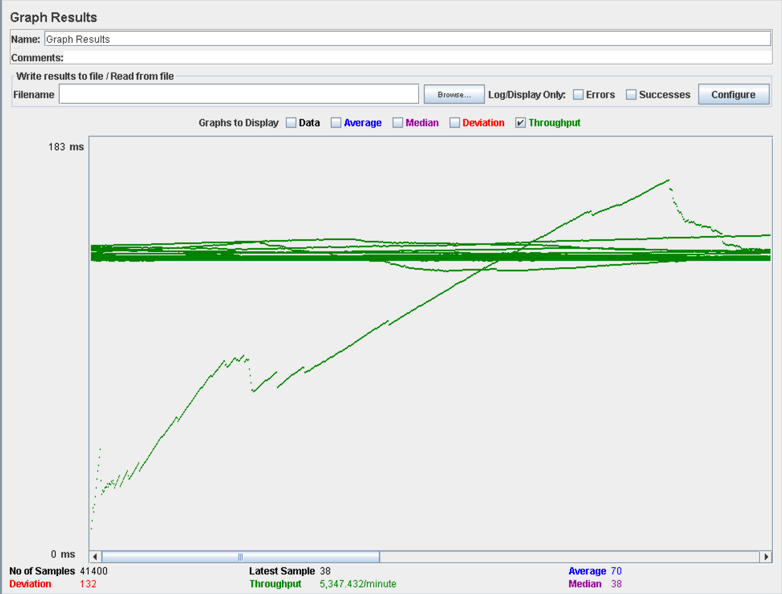 Graph Results
Name: Graph Results
Comments:
Write results to file / Read from file
Filename Browse... Log/Display Only: Errors Successes Configure
Graphs to Display Data Average Median Deviation Throughput
183 ms
0 ms
No of Samples 41400 Latest Sample 38 Average 70
Deviation 132 Throughput 5,347.432/minute Median 38